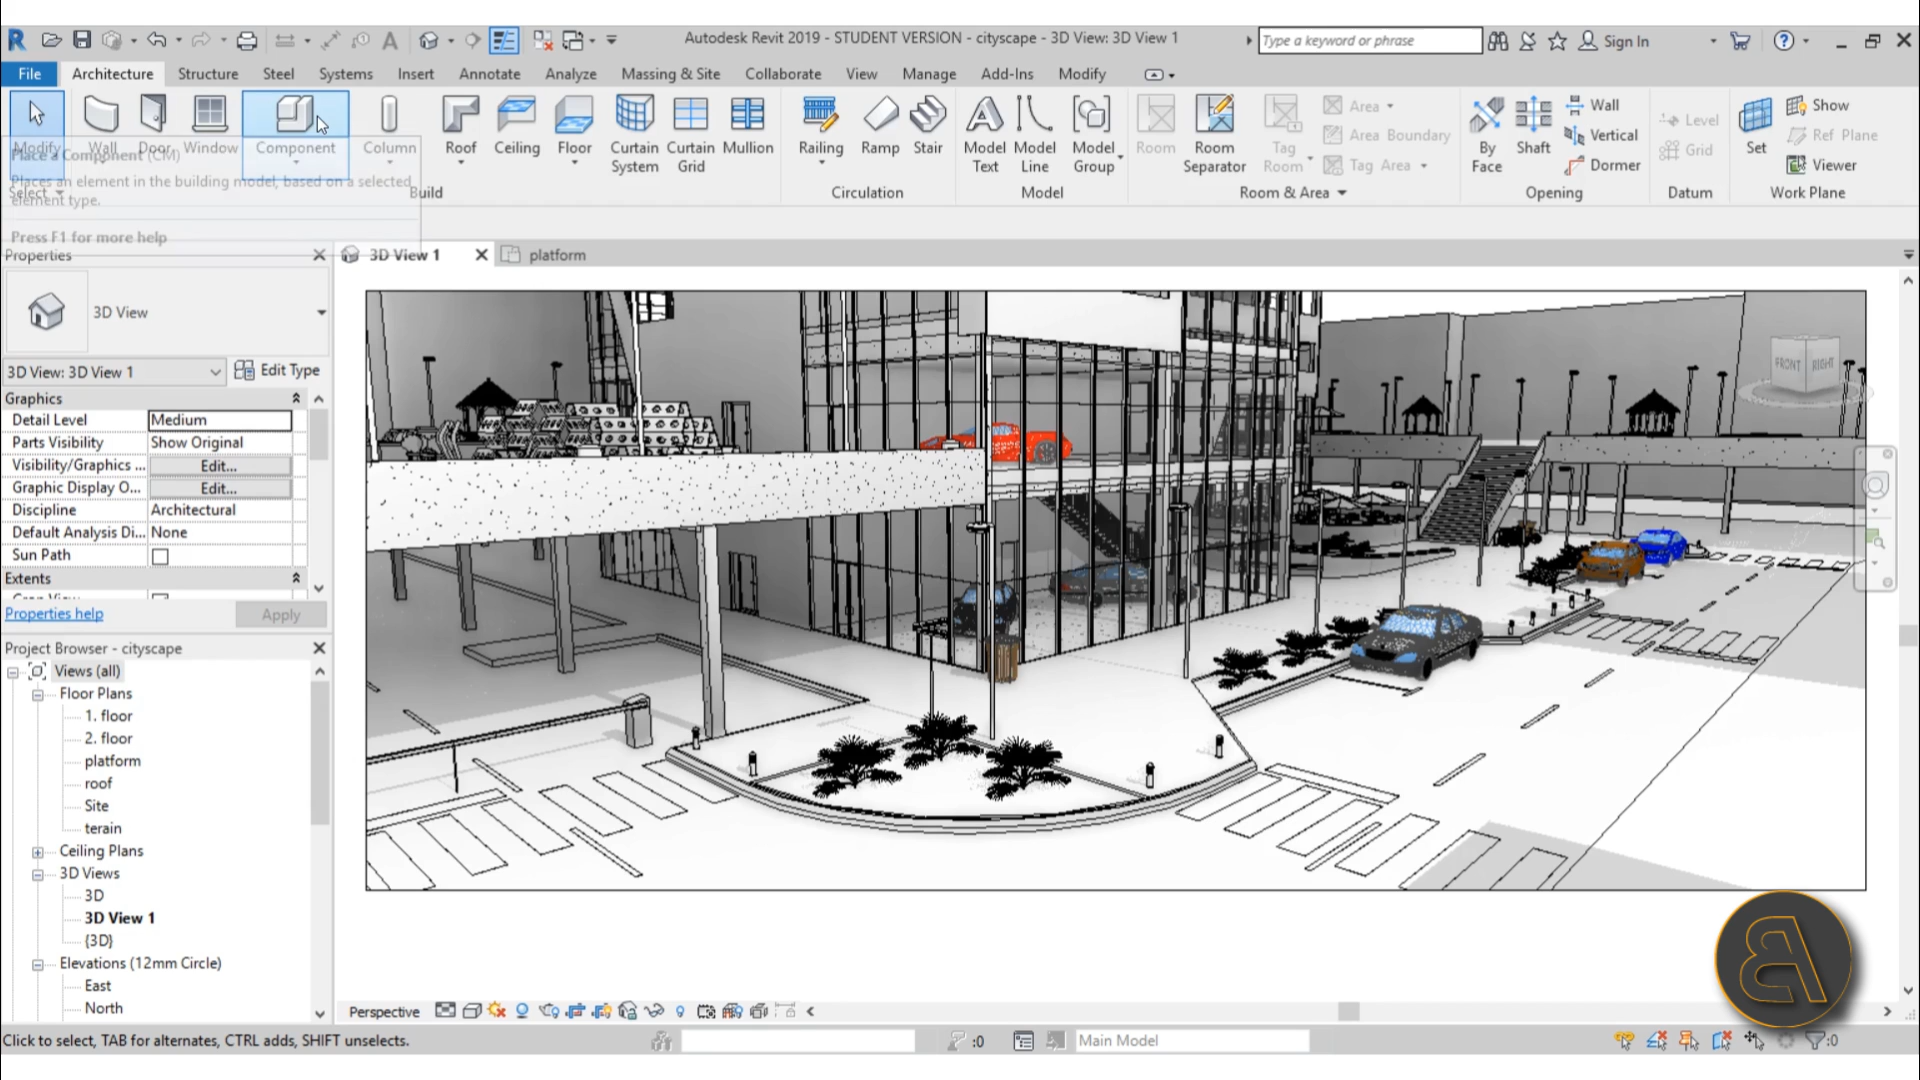 Autodesk Revit 2019 - STUDENT VERSION - cityscape - 3D View: 3D View 1
Type a keyword or phrase
Sign In
File Architecture Structure Steel Systems Insert Annotate Analyze Massing & Site Collaborate View Manage Add-Ins Modify
Modify Wall Door Window Component Column Roof Ceiling Floor Curtain System Curtain Grid Mullion Railing Ramp Stair Model Text Model Line Model Group Room Room Separator Tag Room
Area
Area Boundary
Tag Area
By Face
Shaft
Wall
Vertical
Dormer
Level
Grid
Set
Show
Ref Plane
Viewer
Select Build Circulation Model Room & Area Opening Datum Work Plane
Place a Component (CM)
Places an element in the building model, based on a selected
element type.
Press F1 for more help
Properties
3D View 1
platform
3D View
3D View: 3D View 1 Edit Type
Graphics
Detail Level Medium
Parts Visibility Show Original
Visibility/Graphics ... Edit...
Graphic Display O... Edit...
Discipline Architectural
Default Analysis Di... None
Sun Path
Extents
Properties help Apply
Project Browser - cityscape
Views (all)
Floor Plans
1. floor
2. floor
platform
roof
Site
terain
Ceiling Plans
3D Views
3D
3D View 1
{3D}
Elevations (12mm Circle)
East
North
FRONT RIGHT
Perspective
Click to select, TAB for alternates, CTRL adds, SHIFT unselects.
:0
Main Model
:0